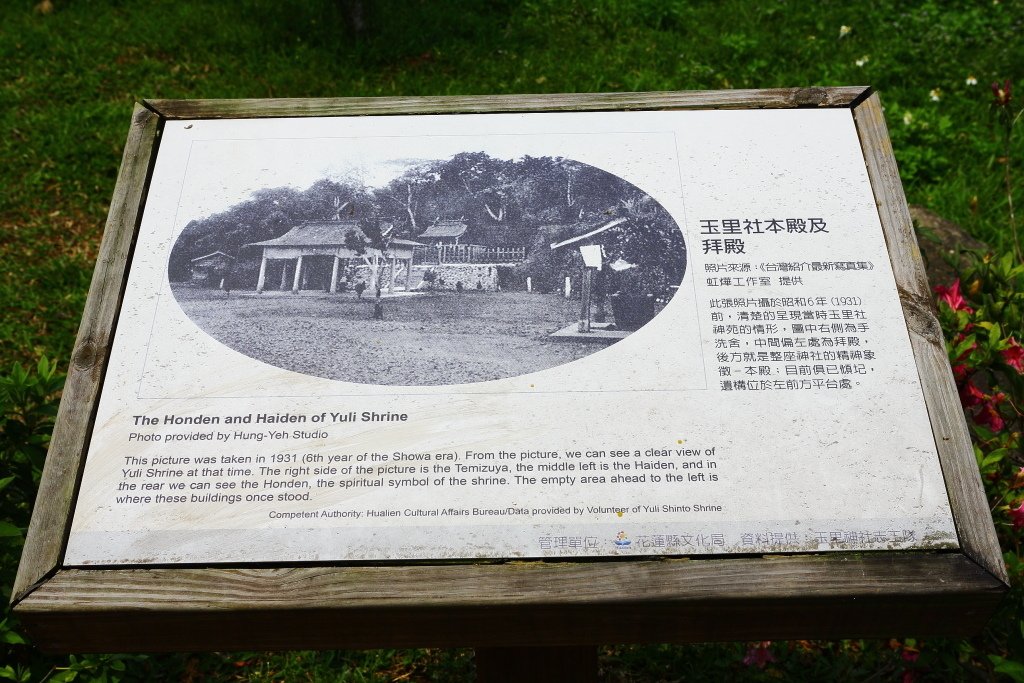 玉里社本殿及
拜殿
照片來源:《台灣紹介最新寫真集》
虹燁工作室 提供
此張照片攝於昭和6年(1931)
前,清楚的呈現當時玉里社
神苑的情形,圖中右側為手
洗舍,中間偏左處為拜殿,
後方就是整座神社的精神象
徵-本殿;目前俱已傾圮,
遺構位於左前方平台處。
The Honden and Haiden of Yuli Shrine
Photo provided by Hung-Yeh Studio
This picture was taken in 1931 (6th year of the Showa era). From the picture, we can see a clear view of
Yuli Shrine at that time. The right side of the picture is the Temizuya, the middle left is the Haiden, and in
the rear we can see the Honden, the spiritual symbol of the shrine. The empty area ahead to the left is
where these buildings once stood.
Competent Authority: Hualien Cultural Affairs Bureau/Data provided by Volunteer of Yuli Shinto Shrine
管理單位: 花蓮縣文化局 資料提供:玉里神社志工隊